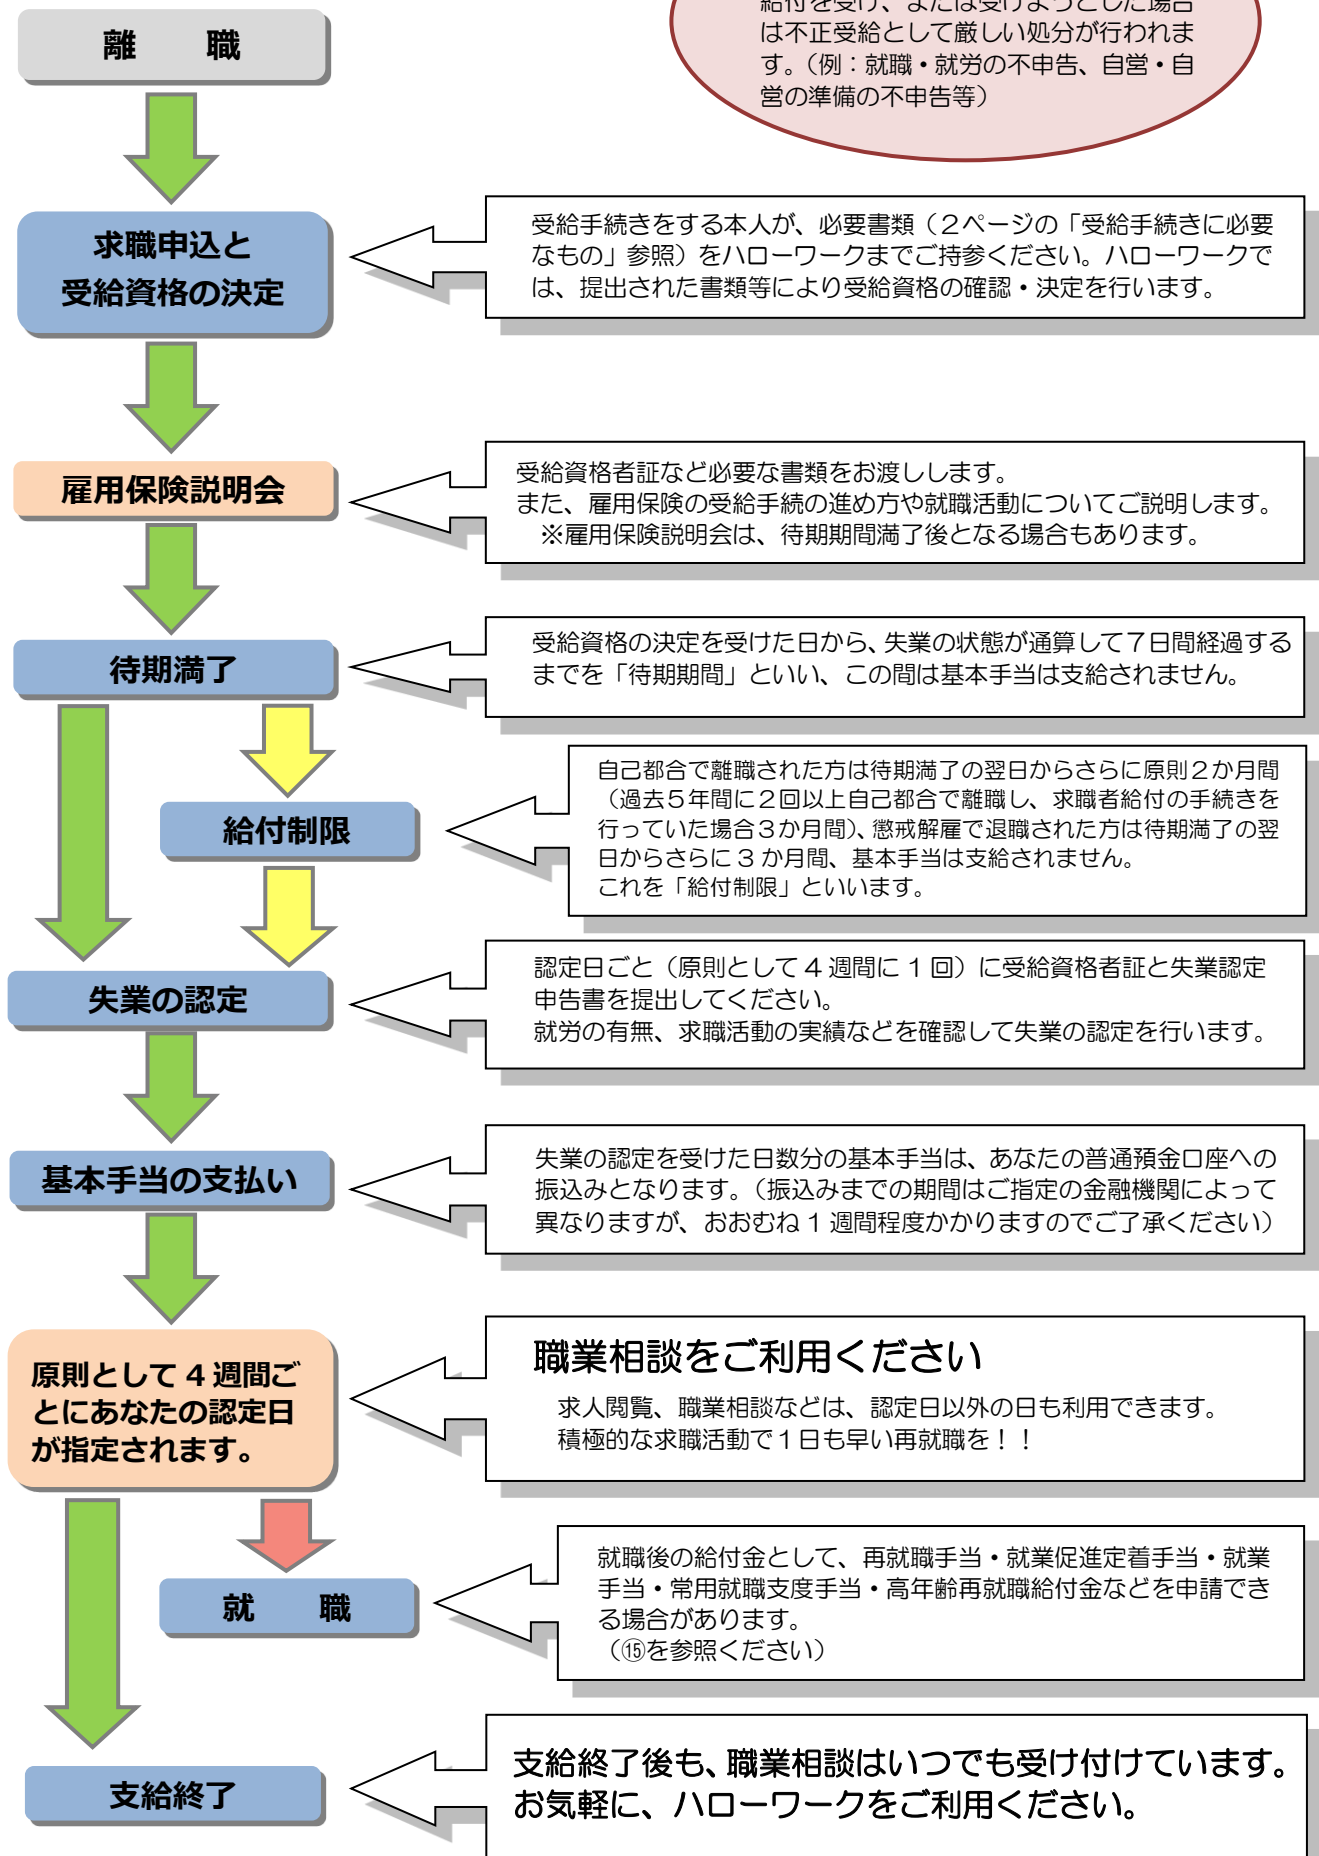 給付を受け、または受けようとした場合
は不正受給として厳しい処分が行われま
す。（例：就職・就労の不申告、自営・自
営の準備の不申告等）
離　職
求職申込と
受給資格の決定
受給手続きをする本人が、必要書類（２ページの「受給手続きに必要
なもの」参照）をハローワークまでご持参ください。ハローワークで
は、提出された書類等により受給資格の確認・決定を行います。
雇用保険説明会
受給資格者証など必要な書類をお渡しします。
また、雇用保険の受給手続の進め方や就職活動についてご説明します。
※雇用保険説明会は、待期期間満了後となる場合もあります。
待期満了
受給資格の決定を受けた日から、失業の状態が通算して７日間経過する
までを「待期期間」といい、この間は基本手当は支給されません。
給付制限
自己都合で離職された方は待期満了の翌日からさらに原則２か月間
（過去５年間に２回以上自己都合で離職し、求職者給付の手続きを
行っていた場合３か月間）、懲戒解雇で退職された方は待期満了の翌
日からさらに 3 か月間、基本手当は支給されません。
これを「給付制限」といいます。
失業の認定
認定日ごと（原則として 4 週間に 1 回）に受給資格者証と失業認定
申告書を提出してください。
就労の有無、求職活動の実績などを確認して失業の認定を行います。
基本手当の支払い
失業の認定を受けた日数分の基本手当は、あなたの普通預金口座への
振込みとなります。（振込みまでの期間はご指定の金融機関によって
異なりますが、おおむね 1 週間程度かかりますのでご了承ください）
原則として 4 週間ご
とにあなたの認定日
が指定されます。
職業相談をご利用ください
求人閲覧、職業相談などは、認定日以外の日も利用できます。
積極的な求職活動で１日も早い再就職を！！
就　職
就職後の給付金として、再就職手当・就業促進定着手当・就業
手当・常用就職支度手当・高年齢再就職給付金などを申請でき
る場合があります。
（⑮を参照ください）
支給終了
支給終了後も、職業相談はいつでも受け付けています。
お気軽に、ハローワークをご利用ください。